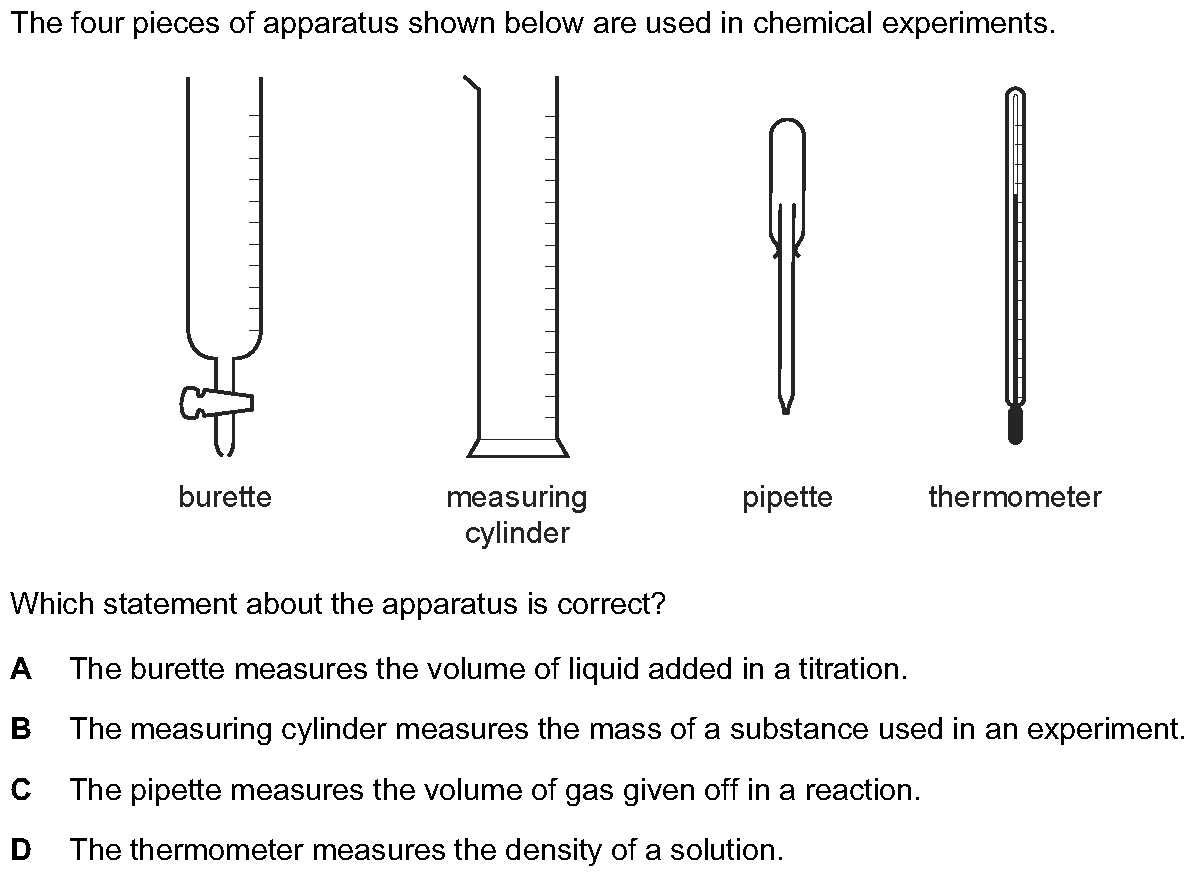 The four pieces of apparatus shown below are used in chemical experiments.
burette
measuring
cylinder
pipette
thermometer
Which statement about the apparatus is correct?
A The burette measures the volume of liquid added in a titration.
B The measuring cylinder measures the mass of a substance used in an experiment.
C The pipette measures the volume of gas given off in a reaction.
D The thermometer measures the density of a solution.